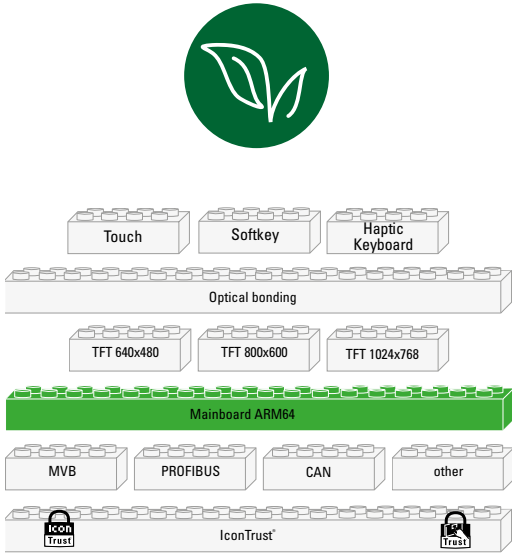 Touch
Softkey
Haptic
Keyboard
Optical bonding
TFT 640x480
TFT 800x600
TFT 1024x768
Mainboard ARM64
MVB
PROFIBUS
CAN
other
Icon
Trust
IconTrust®
Trust